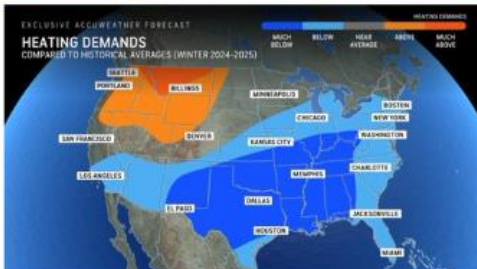 EXCLUSIVE ACCUWEATHER FORECAST
HEATING DEMANDS
COMPARED TO HISTORICAL AVERAGES (WINTER 2024-2025)
HEATING DEMANDS
MUCH BELOW
BELOW
NEAR AVERAGE
ABOVE
MUCH ABOVE
SEATTLE
PORTLAND
BILLINGS
MINNEAPOLIS
BOSTON
CHICAGO
NEW YORK
SAN FRANCISCO
DENVER
KANSAS CITY
WASHINGTON
LOS ANGELES
MEMPHIS
CHARLOTTE
EL PASO
DALLAS
JACKSONVILLE
HOUSTON
MIAMI